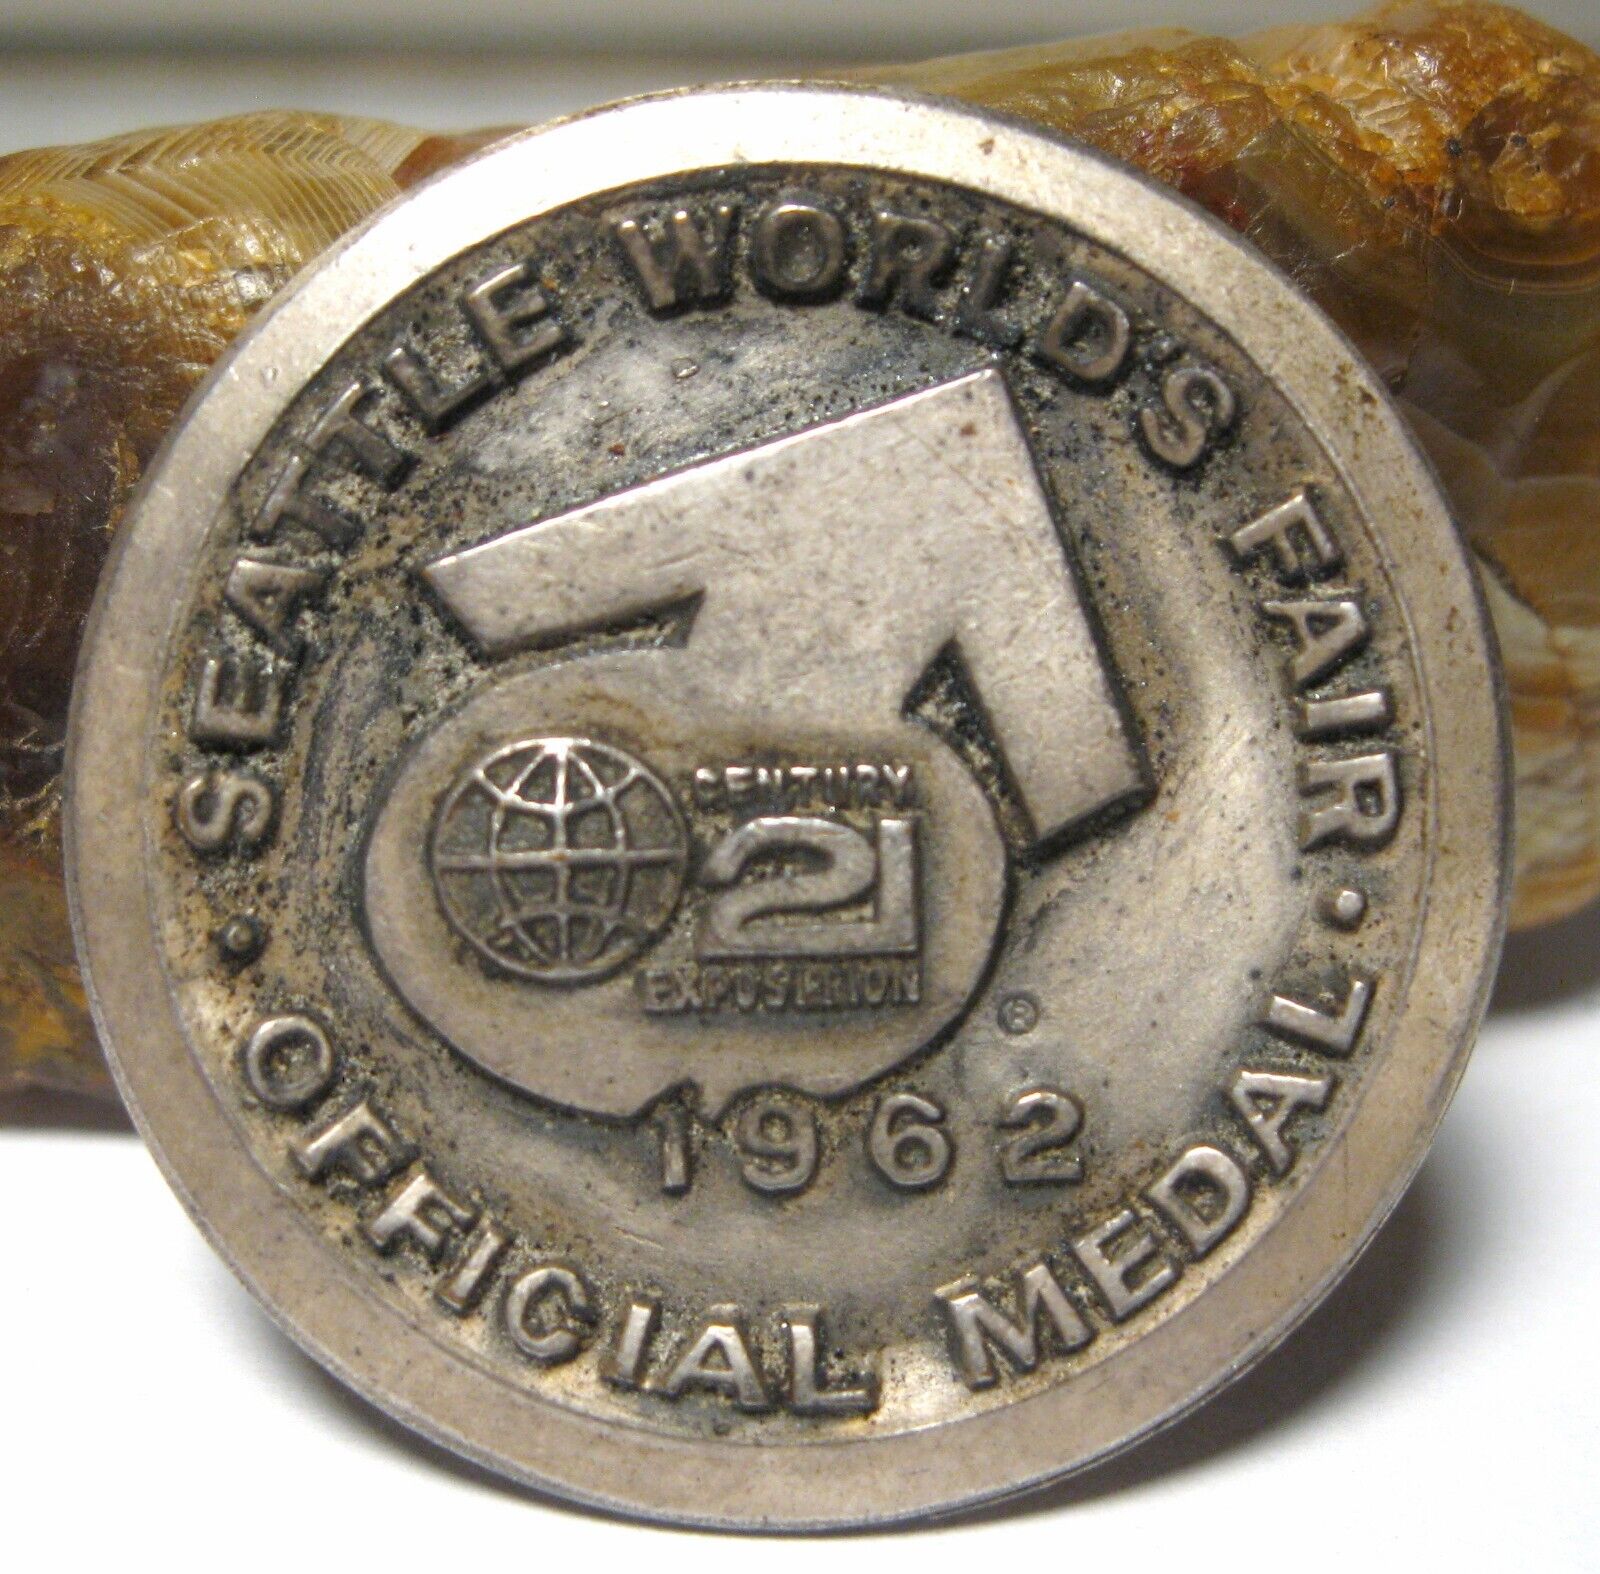 · SEATTLE WORLD'S FAIR ·
CENTURY
21
EXPOSITION
®
1962
OFFICIAL MEDAL